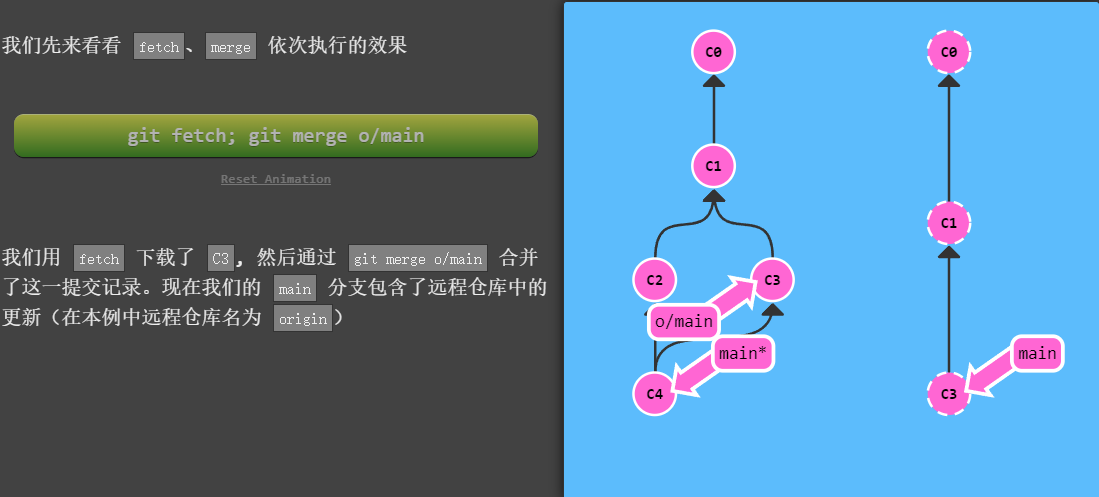 我们先来看看 fetch、merge 依次执行的效果
git fetch; git merge o/main
Reset Animation
我们用 fetch 下载了 C3, 然后通过 git merge o/main 合并
了这一提交记录。现在我们的 main 分支包含了远程仓库中的
更新（在本例中远程仓库名为 origin）
C0
C1
C2
C3
o/main
main*
C4
C0
C1
main
C3